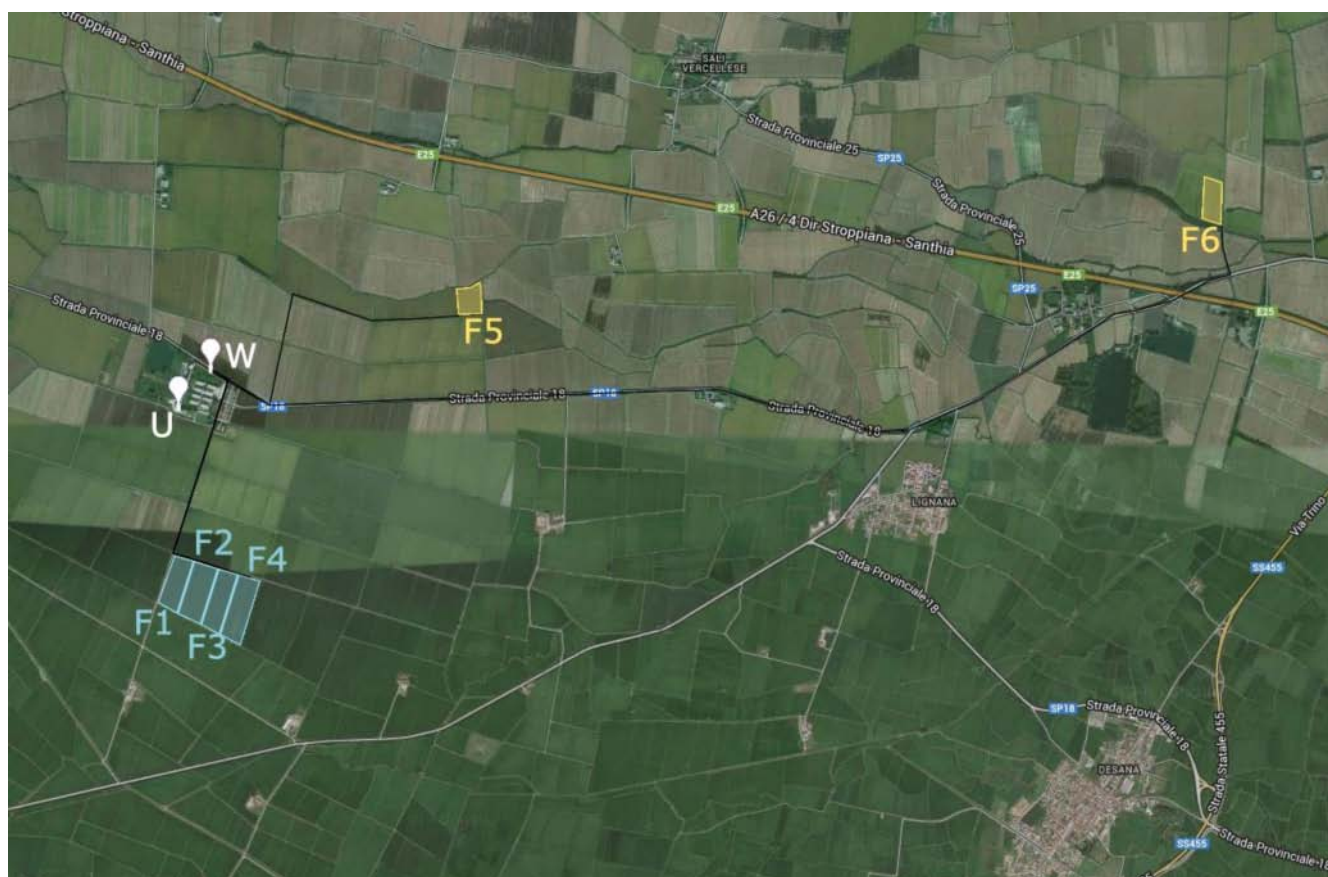 Stroppiana - Santhia
SALI
VERCELLESE
Strada Provinciale 25
E25
SP25
Strada Provinciale 25
E25
A26 / 4 Dir Stroppiana - Santhia
F6
E25
SP25
E25
Strada Provinciale 18
F5
W
U
SP18
Strada Provinciale 18
SP18
Strada Provinciale 18
LIGNANA
Via Trino
F2
F4
SS455
Strada Provinciale 18
F1
F3
SP18
Strada Provinciale 18
Strada Statale 455
DESANA
SS455
Strada Provinciale 18